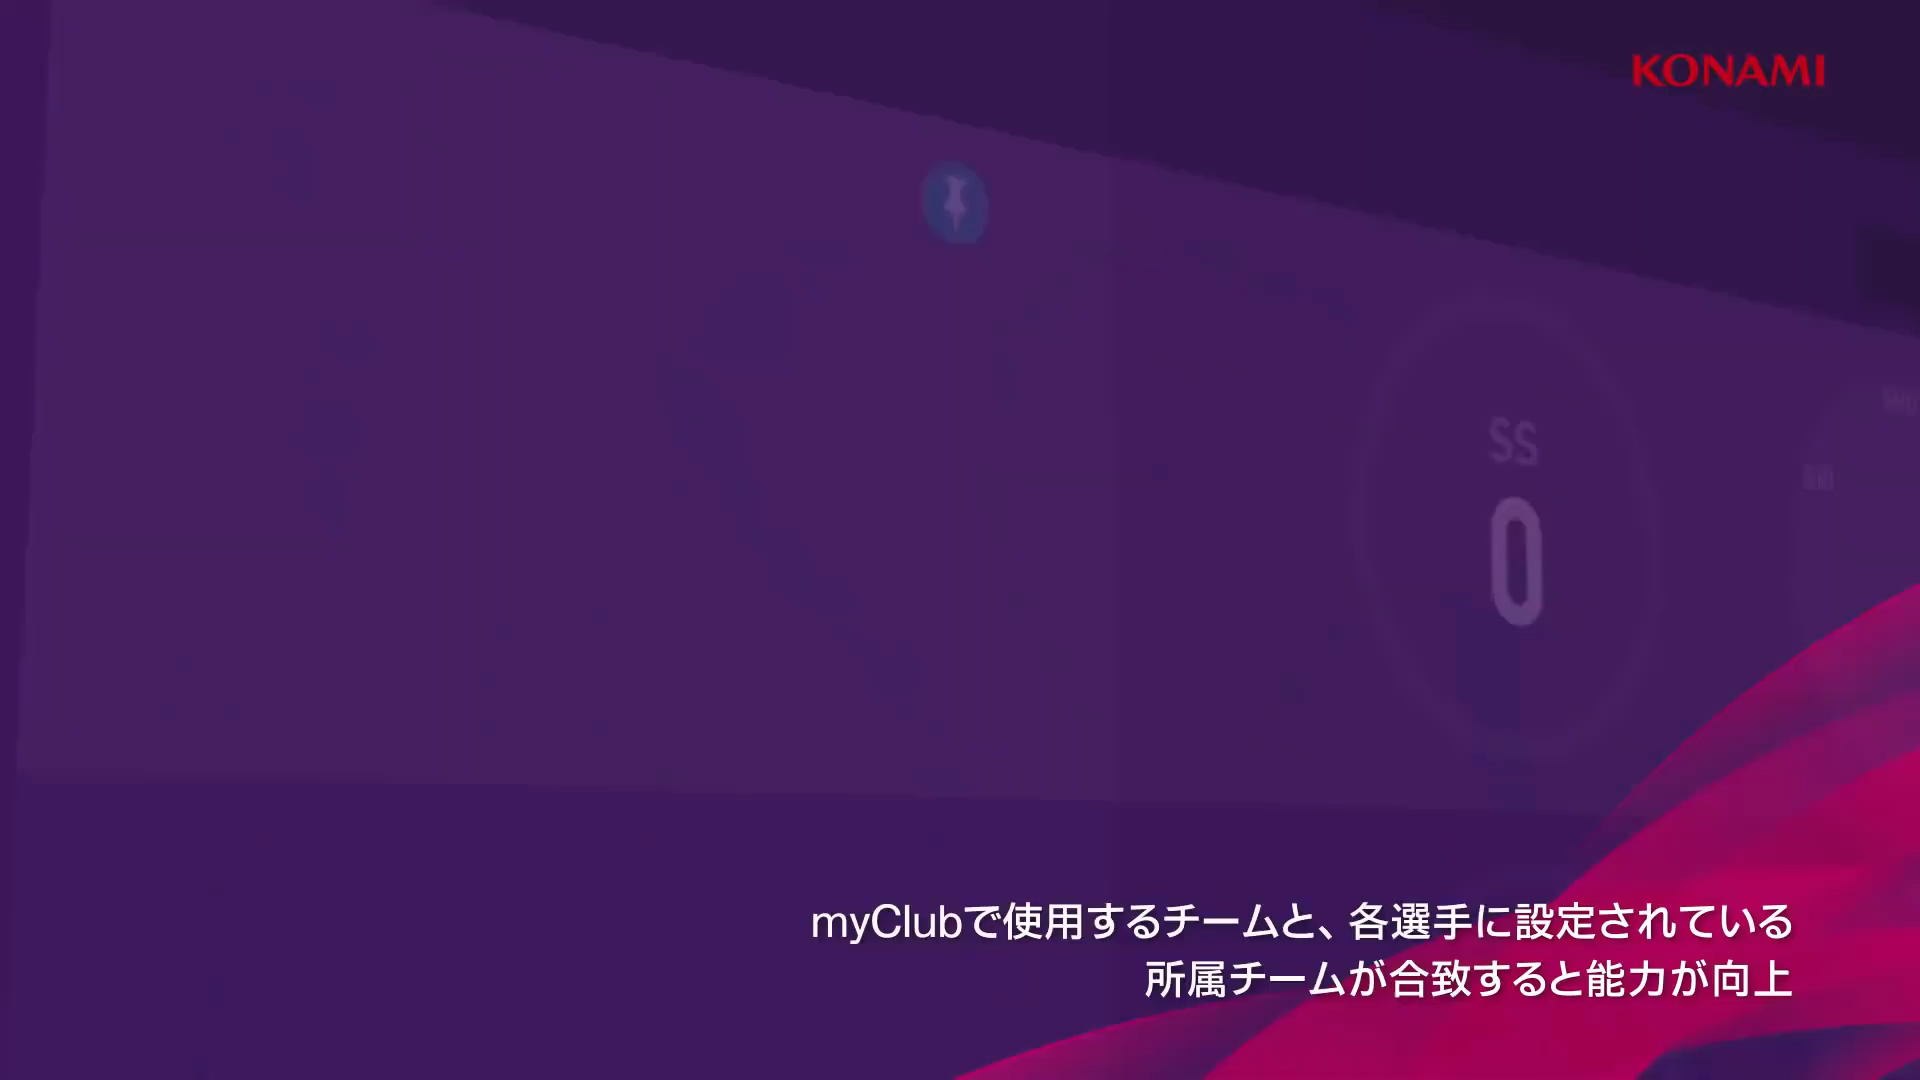 KONAMI
SS
0
myClubで使用するチームと、各選手に設定されている
所属チームが合致すると能力が向上